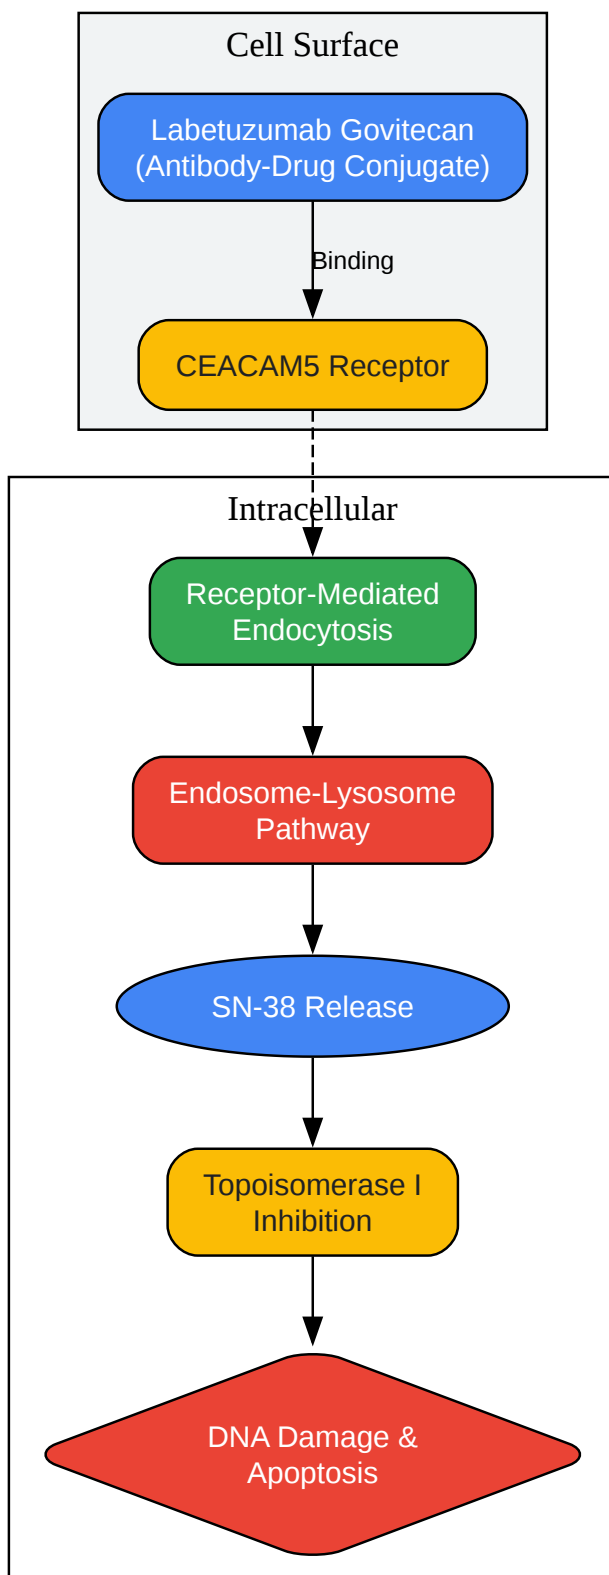 Cell Surface
Labetuzumab Govitecan
(Antibody-Drug Conjugate)
Binding
CEACAM5 Receptor
Intracellular
Receptor-Mediated
Endocytosis
Endosome-Lysosome
Pathway
SN-38 Release
Topoisomerase I
Inhibition
DNA Damage &
Apoptosis